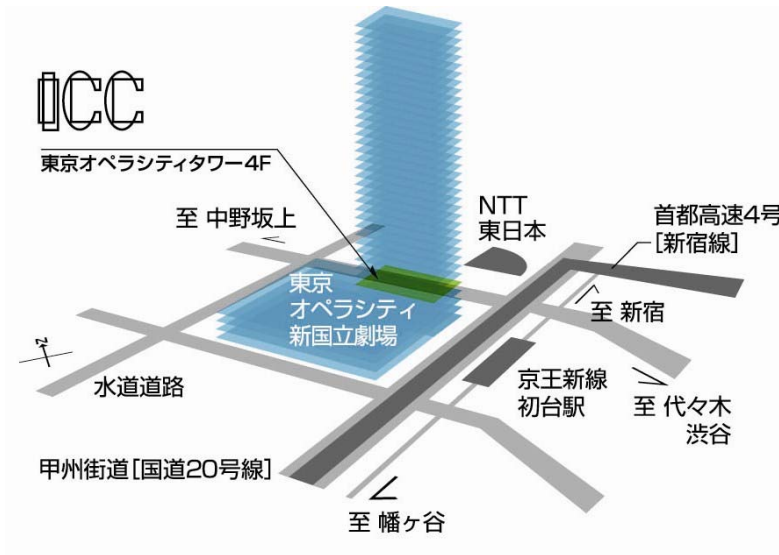 ICC
東京オペラシティタワー4F
至 中野坂上
NTT
東日本
首都高速4号
[新宿線]
東京
オペラシティ
新国立劇場
至 新宿
N
水道道路
京王新線
初台駅
至 代々木
渋谷
甲州街道[国道20号線]
至 幡ヶ谷